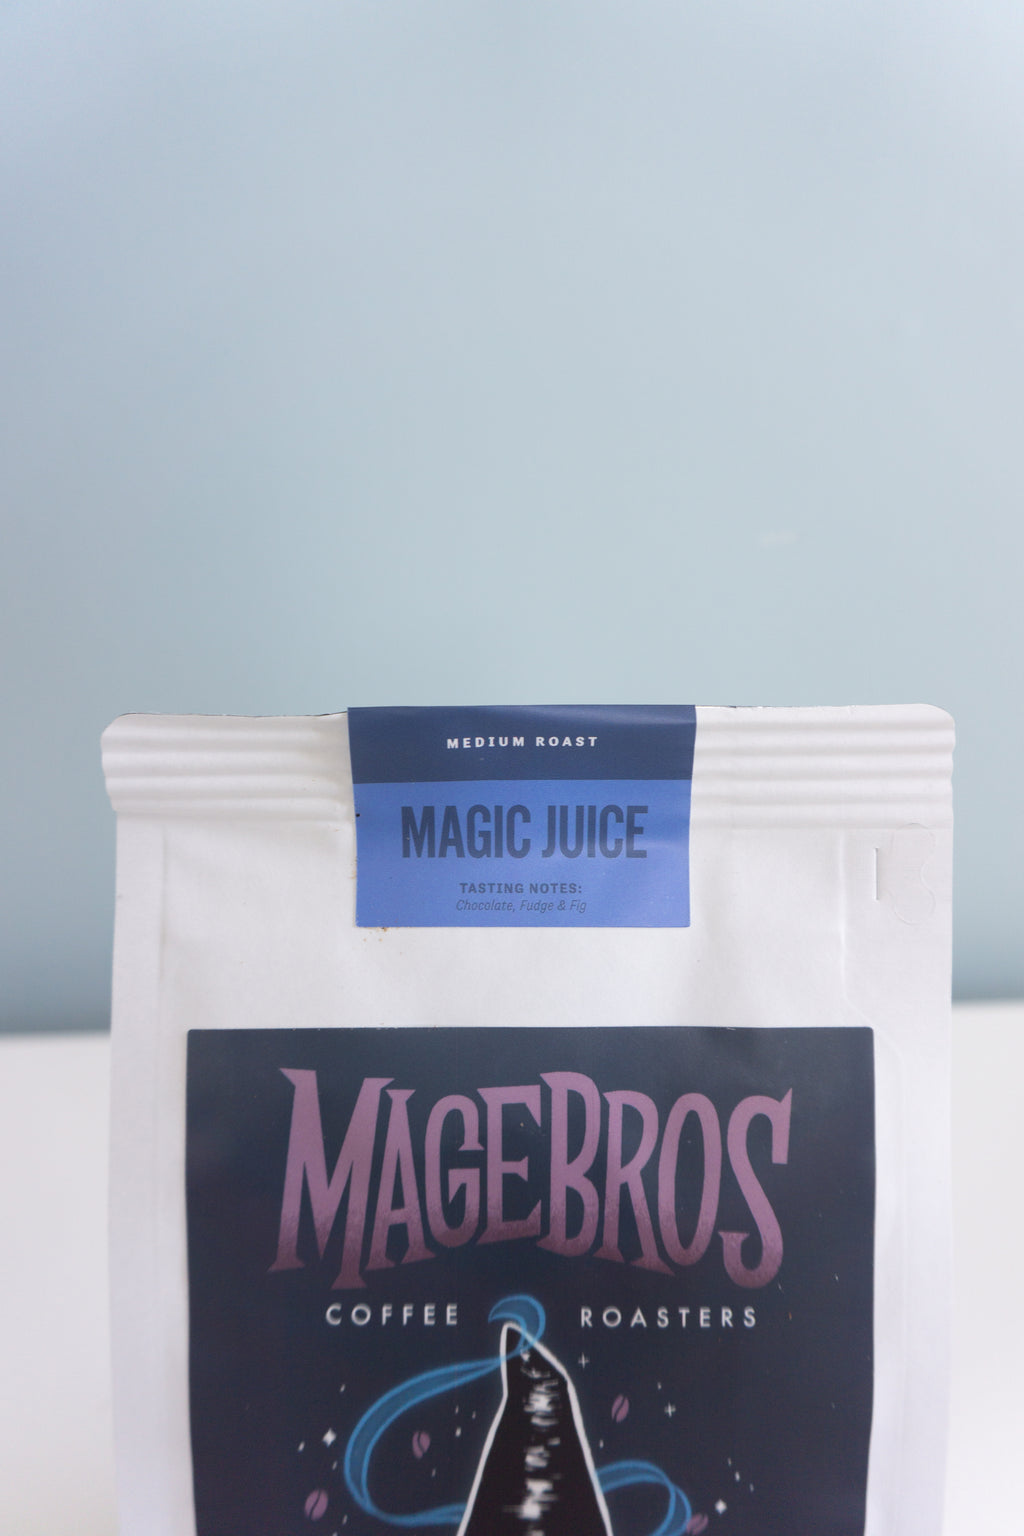 MEDIUM ROAST
MAGIC JUICE
TASTING NOTES:
Chocolate, Fudge & Fig
MAGEBROS
COFFEE ROASTERS